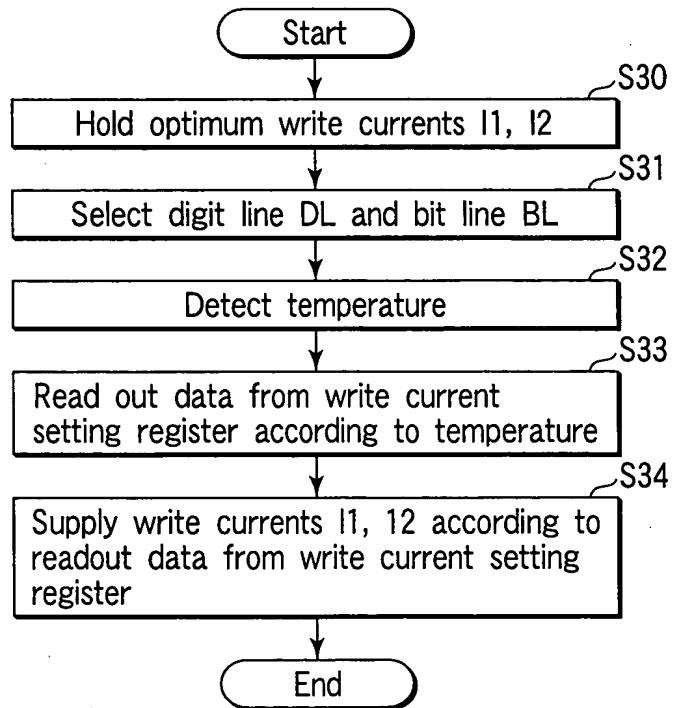 Start
S30
Hold optimum write currents I1, I2
S31
Select digit line DL and bit line BL
S32
Detect temperature
S33
Read out data from write current
setting register according to temperature
S34
Supply write currents I1, 12 according to
readout data from write current setting
register
End